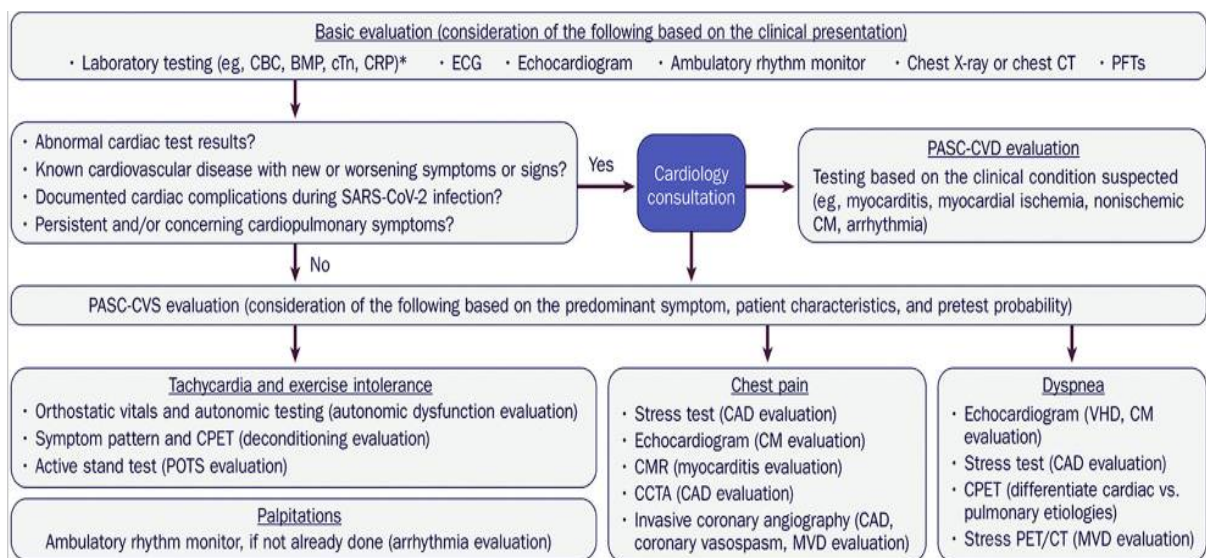 Basic evaluation (consideration of the following based on the clinical presentation)
· Laboratory testing (eg, CBC, BMP, cTn, CRP)* · ECG · Echocardiogram · Ambulatory rhythm monitor · Chest X-ray or chest CT · PFTs
· Abnormal cardiac test results?
· Known cardiovascular disease with new or worsening symptoms or signs?
· Documented cardiac complications during SARS-CoV-2 infection?
· Persistent and/or concerning cardiopulmonary symptoms?
Yes
Cardiology
consultation
PASC-CVD evaluation
Testing based on the clinical condition suspected
(eg, myocarditis, myocardial ischemia, nonischemic
CM, arrhythmia)
No
PASC-CVS evaluation (consideration of the following based on the predominant symptom, patient characteristics, and pretest probability)
Tachycardia and exercise intolerance
· Orthostatic vitals and autonomic testing (autonomic dysfunction evaluation)
· Symptom pattern and CPET (deconditioning evaluation)
· Active stand test (POTS evaluation)
Palpitations
Ambulatory rhythm monitor, if not already done (arrhythmia evaluation)
Chest pain
· Stress test (CAD evaluation)
· Echocardiogram (CM evaluation)
· CMR (myocarditis evaluation)
· CCTA (CAD evaluation)
· Invasive coronary angiography (CAD,
coronary vasospasm, MVD evaluation)
Dyspnea
· Echocardiogram (VHD, CM
evaluation)
· Stress test (CAD evaluation)
· CPET (differentiate cardiac vs.
pulmonary etiologies)
· Stress PET/CT (MVD evaluation)